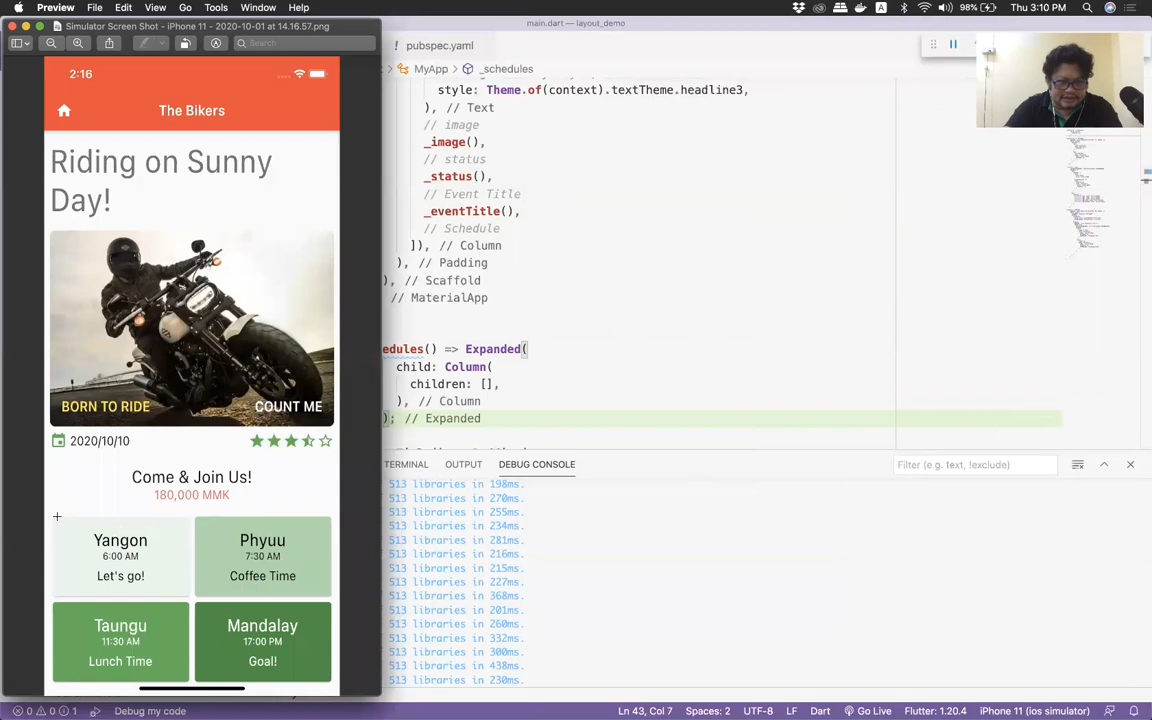 Preview File Edit View Go Tools Window Help
A 98% Thu 3:10 PM
Simulator Screen Shot - iPhone 11 - 2020-10-01 at 14.16.57.png
main.dart — layout_demo
Search
! pubspec.yaml
MyApp > _schedules
2:16
The Bikers
Riding on Sunny
Day!
BORN TO RIDE
COUNT ME
2020/10/10
Come & Join Us!
180,000 MMK
Yangon
6:00 AM
Let's go!
Phyuu
7:30 AM
Coffee Time
Taungu
11:30 AM
Lunch Time
Mandalay
17:00 PM
Goal!
style: Theme.of(context).textTheme.headline3,
), // Text
// image
_image(),
// status
_status(),
// Event Title
_eventTitle(),
// Schedule
]), // Column
), // Padding
), // Scaffold
// MaterialApp
edules() => Expanded(
child: Column(
children: [],
), // Column
); // Expanded
TERMINAL OUTPUT DEBUG CONSOLE
Filter (e.g. text, !exclude)
513 libraries in 198ms.
513 libraries in 270ms.
513 libraries in 255ms.
513 libraries in 234ms.
513 libraries in 281ms.
513 libraries in 216ms.
513 libraries in 215ms.
513 libraries in 227ms.
513 libraries in 368ms.
513 libraries in 201ms.
513 libraries in 260ms.
513 libraries in 332ms.
513 libraries in 300ms.
513 libraries in 438ms.
513 libraries in 230ms.
0 0 1 Debug my code
Ln 43, Col 7 Spaces: 2 UTF-8 LF Dart Go Live Flutter: 1.20.4 iPhone 11 (ios simulator)